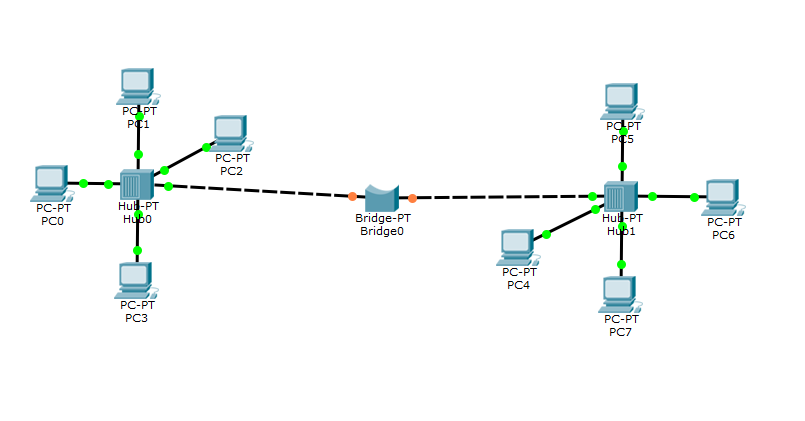 PC-PT
PC1
PC-PT
PC2
PC-PT
PC0
Hub-PT
Hub0
PC-PT
PC3
Bridge-PT
Bridge0
PC-PT
PC5
PC-PT
PC6
Hub-PT
Hub1
PC-PT
PC4
PC-PT
PC7